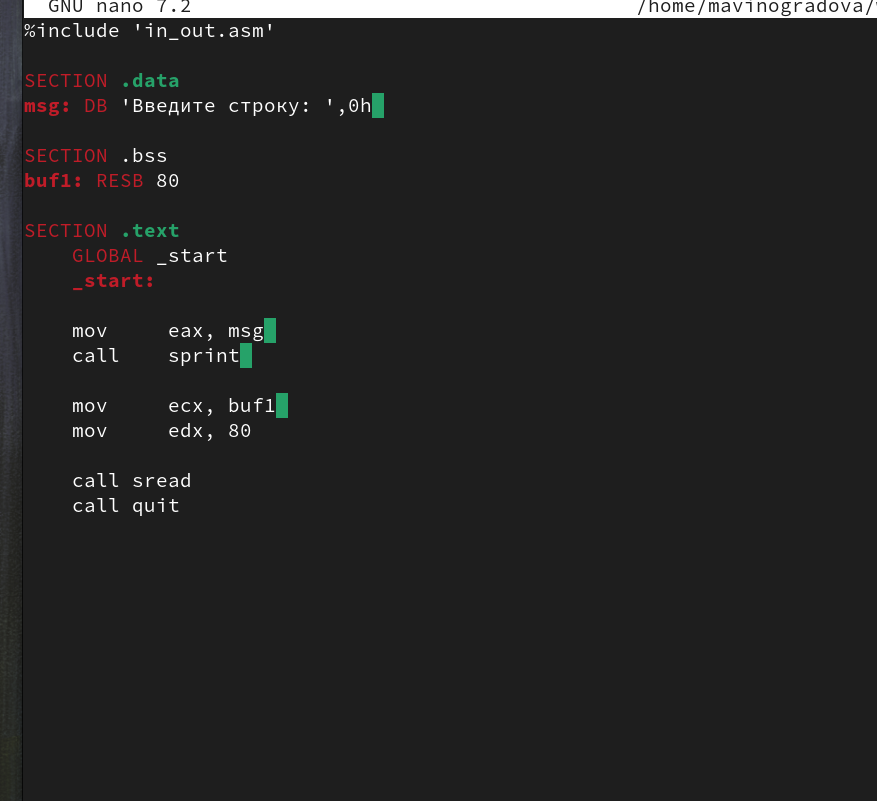 GNU nano 7.2 /home/mavinogradova/
%include 'in_out.asm'
SECTION .data
msg: DB 'Введите строку: ',0h
SECTION .bss
buf1: RESB 80
SECTION .text
GLOBAL _start
_start:
mov eax, msg
call sprint
mov ecx, buf1
mov edx, 80
call sread
call quit